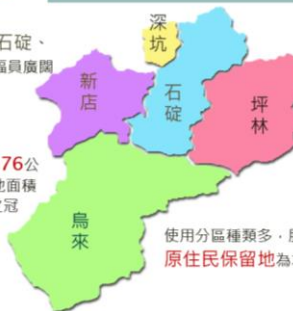 石碇、
深坑
幅員廣闊
新店
石碇
坪林
76公
地面積
冠
烏來
使用分區種類多，
原住民保留地為